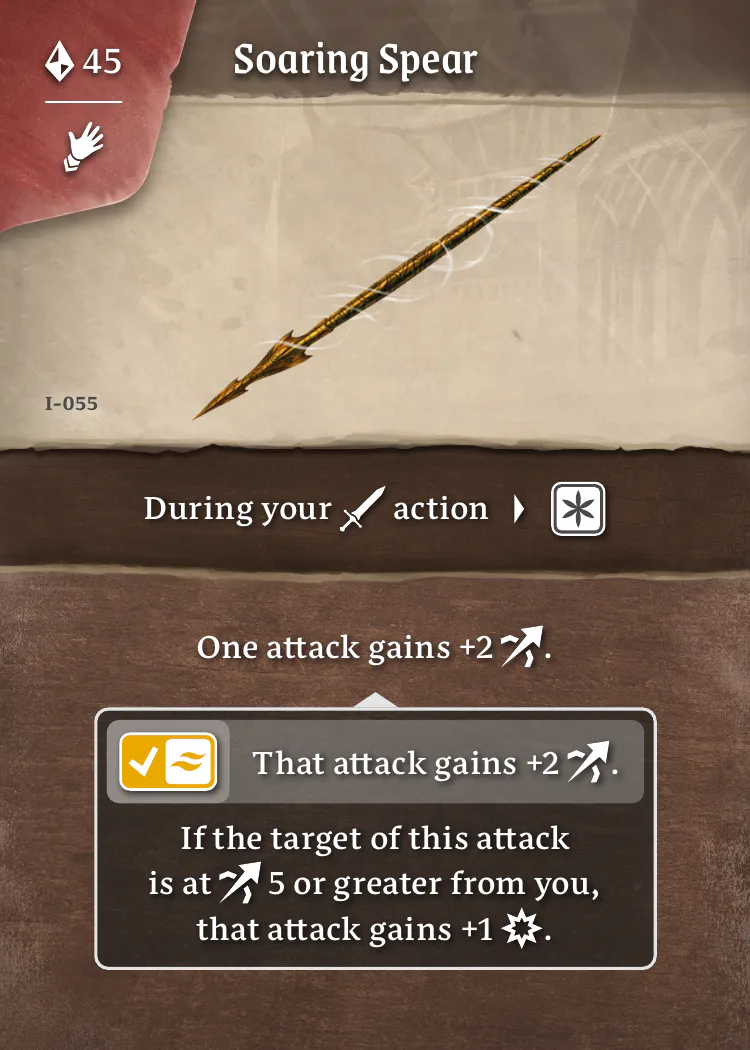 45
Soaring Spear
I-055
During your action
One attack gains +2 .
That attack gains +2 .
If the target of this attack
is at 5 or greater from you,
that attack gains +1 .